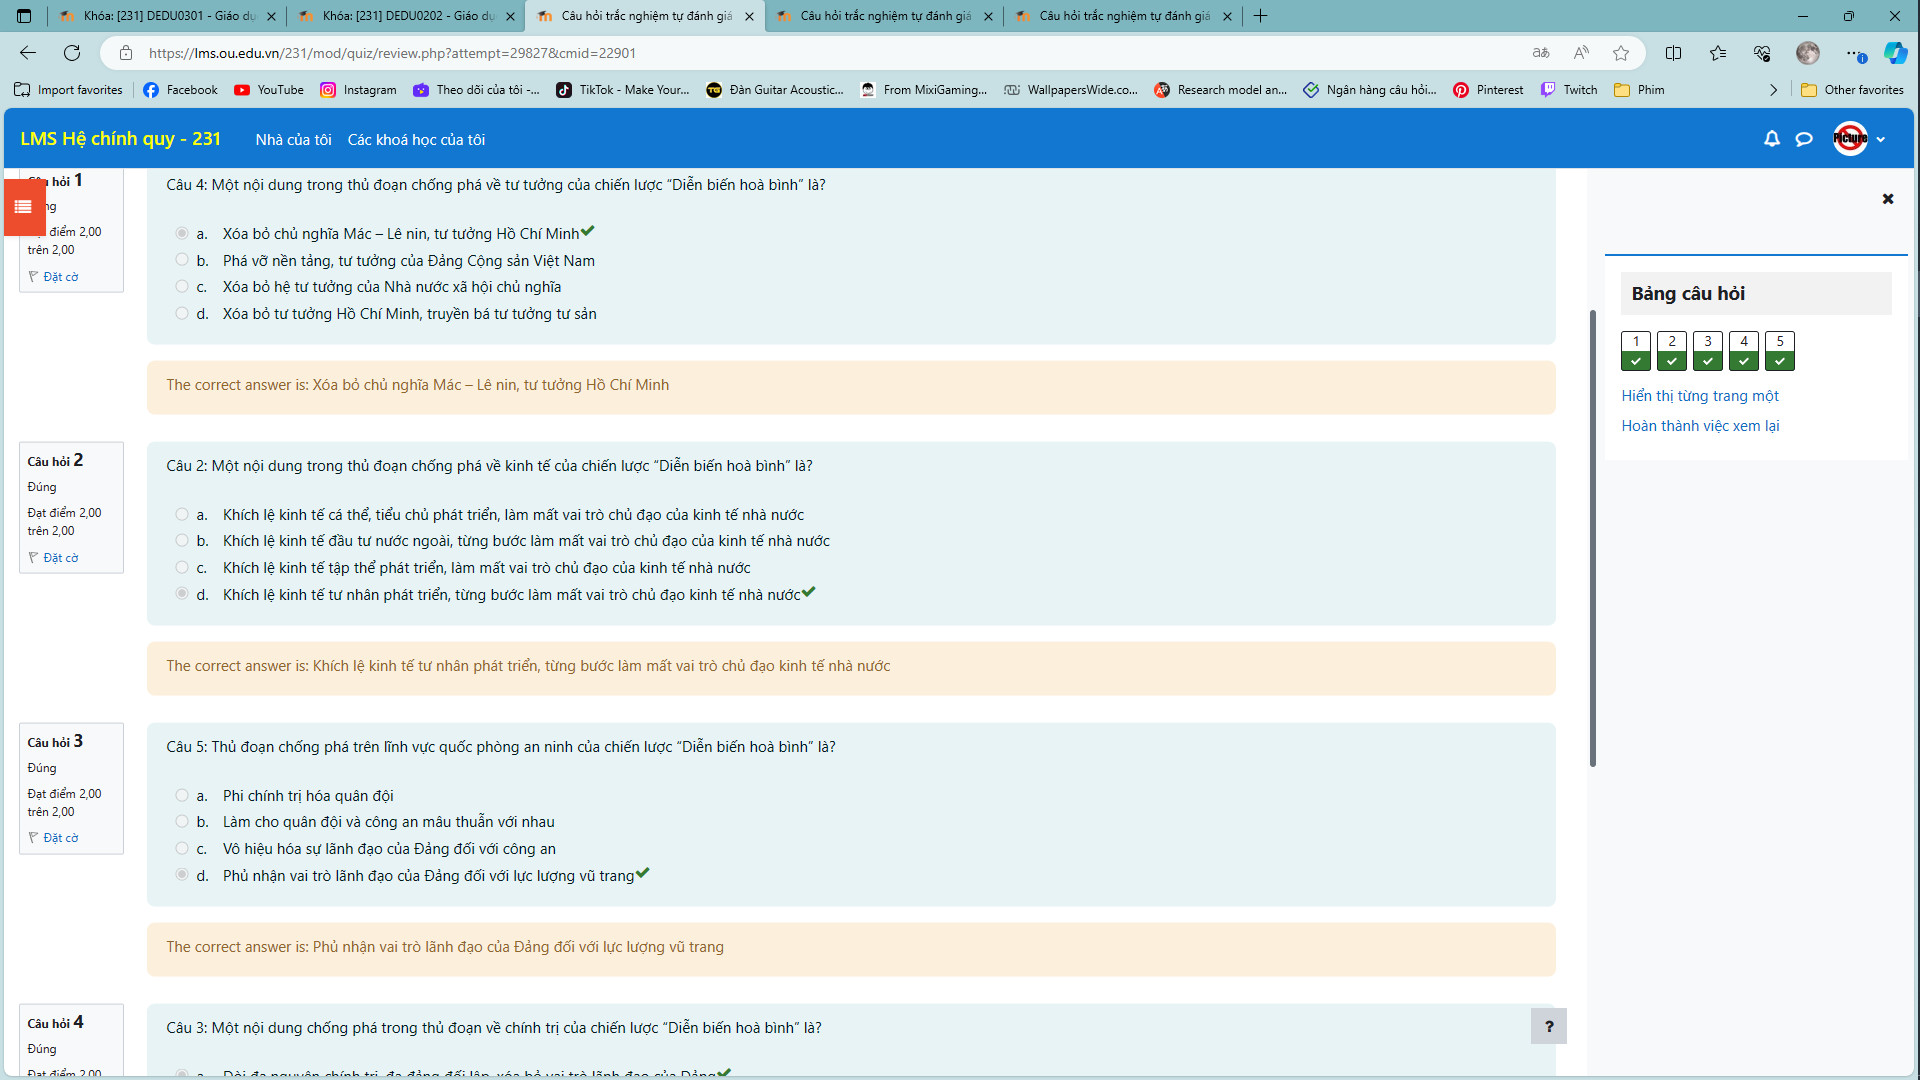 Khóa: [231] DEDU0301 - Giáo dụ
Khóa: [231] DEDU0202 - Giáo dụ
Câu hỏi trắc nghiệm tự đánh giá
Câu hỏi trắc nghiệm tự đánh giá
Câu hỏi trắc nghiệm tự đánh giá
https://lms.ou.edu.vn/231/mod/quiz/review.php?attempt=29827&cmid=22901
Import favorites
Facebook
YouTube
Instagram
Theo dõi của tôi -...
TikTok - Make Your...
Đàn Guitar Acoustic...
From MixiGaming...
WallpapersWide.co...
Research model an...
Ngân hàng câu hỏi...
Pinterest
Twitch
Phim
Other favorites
LMS Hệ chính quy - 231
Nhà của tôi
Các khoá học của tôi
Picture
hỏi 1
điểm 2,00
trên 2,00
Đặt cờ
Câu 4: Một nội dung trong thủ đoạn chống phá về tư tưởng của chiến lược “Diễn biến hoà bình” là?
a. Xóa bỏ chủ nghĩa Mác – Lê nin, tư tưởng Hồ Chí Minh
b. Phá vỡ nền tảng, tư tưởng của Đảng Cộng sản Việt Nam
c. Xóa bỏ hệ tư tưởng của Nhà nước xã hội chủ nghĩa
d. Xóa bỏ tư tưởng Hồ Chí Minh, truyền bá tư tưởng tư sản
The correct answer is: Xóa bỏ chủ nghĩa Mác – Lê nin, tư tưởng Hồ Chí Minh
Câu hỏi 2
Đúng
Đạt điểm 2,00
trên 2,00
Đặt cờ
Câu 2: Một nội dung trong thủ đoạn chống phá về kinh tế của chiến lược “Diễn biến hoà bình” là?
a. Khích lệ kinh tế cá thể, tiểu chủ phát triển, làm mất vai trò chủ đạo của kinh tế nhà nước
b. Khích lệ kinh tế đầu tư nước ngoài, từng bước làm mất vai trò chủ đạo của kinh tế nhà nước
c. Khích lệ kinh tế tập thể phát triển, làm mất vai trò chủ đạo của kinh tế nhà nước
d. Khích lệ kinh tế tư nhân phát triển, từng bước làm mất vai trò chủ đạo kinh tế nhà nước
The correct answer is: Khích lệ kinh tế tư nhân phát triển, từng bước làm mất vai trò chủ đạo kinh tế nhà nước
Câu hỏi 3
Đúng
Đạt điểm 2,00
trên 2,00
Đặt cờ
Câu 5: Thủ đoạn chống phá trên lĩnh vực quốc phòng an ninh của chiến lược “Diễn biến hoà bình” là?
a. Phi chính trị hóa quân đội
b. Làm cho quân đội và công an mâu thuẫn với nhau
c. Vô hiệu hóa sự lãnh đạo của Đảng đối với công an
d. Phủ nhận vai trò lãnh đạo của Đảng đối với lực lượng vũ trang
The correct answer is: Phủ nhận vai trò lãnh đạo của Đảng đối với lực lượng vũ trang
Câu hỏi 4
Đúng
Đạt điểm 2,00
Câu 3: Một nội dung chống phá trong thủ đoạn về chính trị của chiến lược “Diễn biến hoà bình” là?
a. Đòi đa nguyên chính trị, đa đảng đối lập, xóa bỏ vai trò lãnh đạo của Đảng
Bảng câu hỏi
1 2 3 4 5
Hiển thị từng trang một
Hoàn thành việc xem lại
?